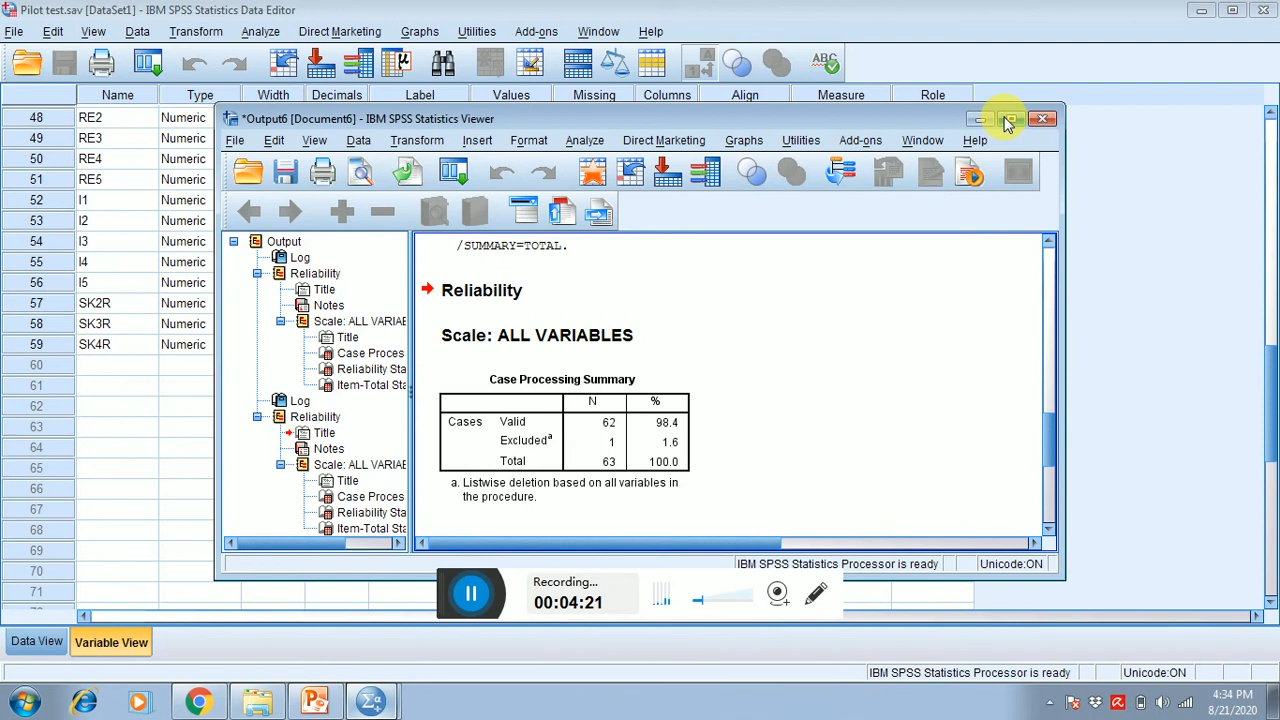 Pilot test.sav [DataSet1] - IBM SPSS Statistics Data Editor
File Edit View Data Transform Analyze Direct Marketing Graphs Utilities Add-ons Window Help
A
1
ABC
Name Type Width Decimals Label Values Missing Columns Align Measure Role
48 RE2 Numeric
49 RE3 Numeric
50 RE4 Numeric
51 RE5 Numeric
52 I1 Numeric
53 I2 Numeric
54 I3 Numeric
55 I4 Numeric
56 I5 Numeric
57 SK2R Numeric
58 SK3R Numeric
59 SK4R Numeric
60
61
62
63
64
65
66
67
68
69
70
71
*Output6 [Document6] - IBM SPSS Statistics Viewer
File Edit View Data Transform Insert Format Analyze Direct Marketing Graphs Utilities Add-ons Window Help
Output
Log
Reliability
Title
Notes
Scale: ALL VARIA
Title
Case Proces
Reliability Sta
Item-Total Sta
Log
Reliability
Title
Notes
Scale: ALL VARIA
Title
Case Proces
Reliability Sta
Item-Total Sta
/SUMMARY=TOTAL.
Reliability
Scale: ALL VARIABLES
Case Processing Summary
N %
Cases Valid 62 98.4
Excludeda 1 1.6
Total 63 100.0
a. Listwise deletion based on all variables in
the procedure.
IBM SPSS Statistics Processor is ready Unicode:ON
Recording...
00:04:21
Data View Variable View
IBM SPSS Statistics Processor is ready Unicode:ON
4:34 PM
8/21/2020